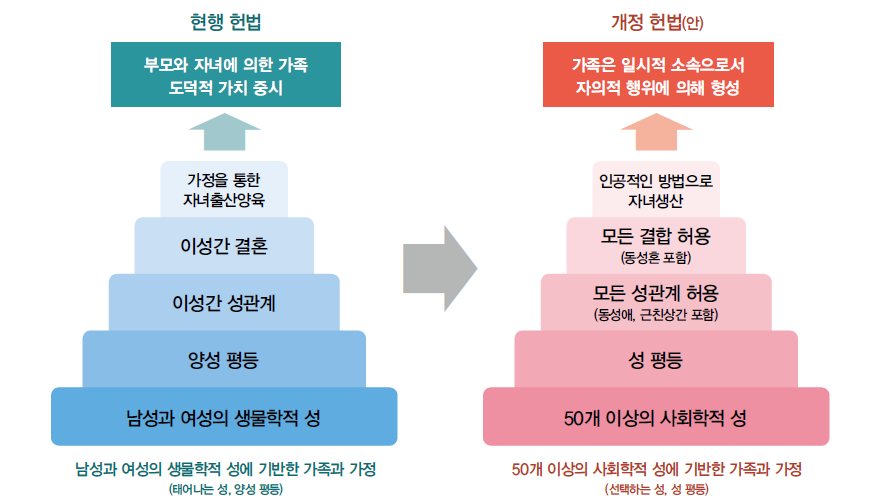 현행 헌법
부모와 자녀에 의한 가족
도덕적 가치 중시
가정을 통한
자녀출산양육
이성간 결혼
이성간 성관계
양성 평등
남성과 여성의 생물학적 성
남성과 여성의 생물학적 성에 기반한 가족과 가정
(태어나는 성, 양성 평등)
개정 헌법(안)
가족은 일시적 소속으로서
자의적 행위에 의해 형성
인공적인 방법으로
자녀생산
모든 결합 허용
(동성혼 포함)
모든 성관계 허용
(동성애, 근친상간 포함)
성 평등
50개 이상의 사회학적 성
50개 이상의 사회학적 성에 기반한 가족과 가정
(선택하는 성, 성 평등)